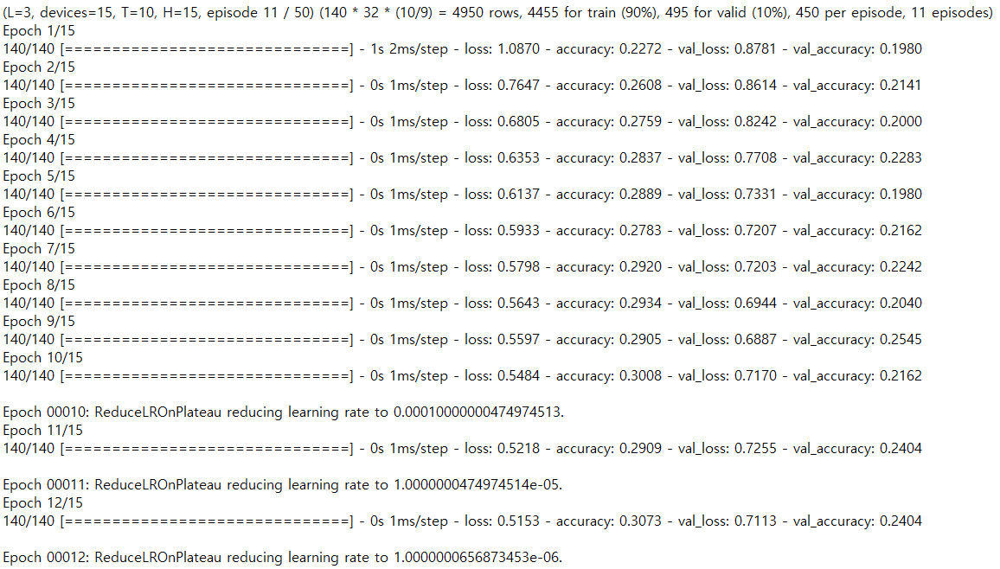 (L=3, devices=15, T=10, H=15, episode 11 / 50) (140 * 32 * (10/9) = 4950 rows, 4455 for train (90%), 495 for valid (10%), 450 per episode, 11 episodes)
Epoch 1/15
140/140 [==============================] - 1s 2ms/step - loss: 1.0870 - accuracy: 0.2272 - val_loss: 0.8781 - val_accuracy: 0.1980
Epoch 2/15
140/140 [==============================] - 0s 1ms/step - loss: 0.7647 - accuracy: 0.2608 - val_loss: 0.8614 - val_accuracy: 0.2141
Epoch 3/15
140/140 [==============================] - 0s 1ms/step - loss: 0.6805 - accuracy: 0.2759 - val_loss: 0.8242 - val_accuracy: 0.2000
Epoch 4/15
140/140 [==============================] - 0s 1ms/step - loss: 0.6353 - accuracy: 0.2837 - val_loss: 0.7708 - val_accuracy: 0.2283
Epoch 5/15
140/140 [==============================] - 0s 1ms/step - loss: 0.6137 - accuracy: 0.2889 - val_loss: 0.7331 - val_accuracy: 0.1980
Epoch 6/15
140/140 [==============================] - 0s 1ms/step - loss: 0.5933 - accuracy: 0.2783 - val_loss: 0.7207 - val_accuracy: 0.2162
Epoch 7/15
140/140 [==============================] - 0s 1ms/step - loss: 0.5798 - accuracy: 0.2920 - val_loss: 0.7203 - val_accuracy: 0.2242
Epoch 8/15
140/140 [==============================] - 0s 1ms/step - loss: 0.5643 - accuracy: 0.2934 - val_loss: 0.6944 - val_accuracy: 0.2040
Epoch 9/15
140/140 [==============================] - 0s 1ms/step - loss: 0.5597 - accuracy: 0.2905 - val_loss: 0.6887 - val_accuracy: 0.2545
Epoch 10/15
140/140 [==============================] - 0s 1ms/step - loss: 0.5484 - accuracy: 0.3008 - val_loss: 0.7170 - val_accuracy: 0.2162
Epoch 00010: ReduceLROnPlateau reducing learning rate to 0.00010000000474974513.
Epoch 11/15
140/140 [==============================] - 0s 1ms/step - loss: 0.5218 - accuracy: 0.2909 - val_loss: 0.7255 - val_accuracy: 0.2404
Epoch 00011: ReduceLROnPlateau reducing learning rate to 1.0000000474974514e-05.
Epoch 12/15
140/140 [==============================] - 0s 1ms/step - loss: 0.5153 - accuracy: 0.3073 - val_loss: 0.7113 - val_accuracy: 0.2404
Epoch 00012: ReduceLROnPlateau reducing learning rate to 1.0000000656873453e-06.